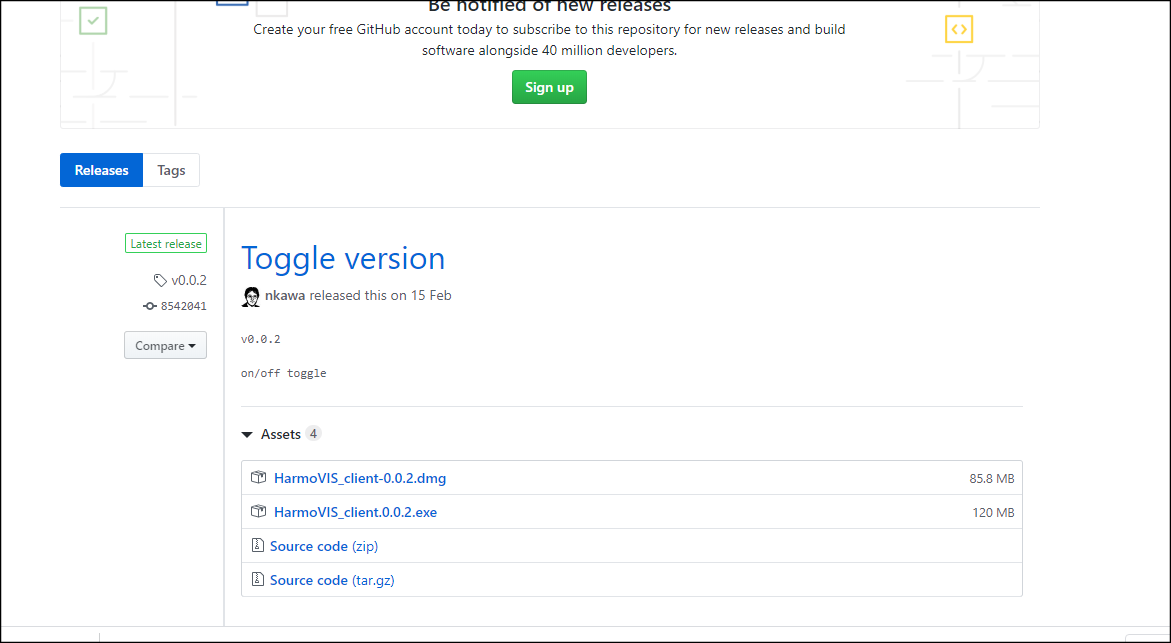 Be notified of new releases
Create your free GitHub account today to subscribe to this repository for new releases and build
software alongside 40 million developers.
Sign up
Releases
Tags
Latest release
v0.0.2
8542041
Compare
Toggle version
nkawa released this on 15 Feb
v0.0.2
on/off toggle
Assets 4
HarmoVIS_client-0.0.2.dmg
85.8 MB
HarmoVIS_client.0.0.2.exe
120 MB
Source code (zip)
Source code (tar.gz)